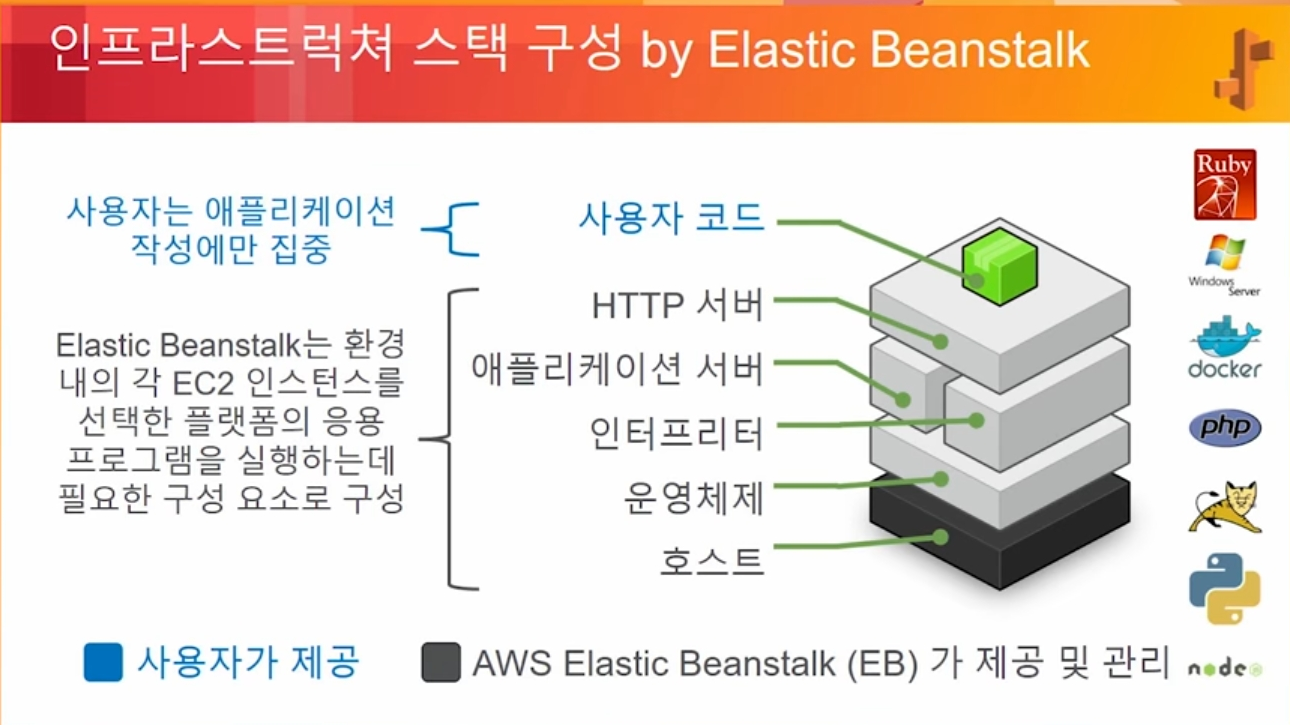 인프라스트럭쳐 스택 구성 by Elastic Beanstalk
사용자는 애플리케이션
작성에만 집중
Elastic Beanstalk는 환경
내의 각 EC2 인스턴스를
선택한 플랫폼의 응용
프로그램을 실행하는데
필요한 구성 요소로 구성
사용자 코드
HTTP 서버
애플리케이션 서버
인터프리터
운영체제
호스트
Ruby
Windows
Server
docker
php
node
사용자가 제공
AWS Elastic Beanstalk (EB) 가 제공 및 관리